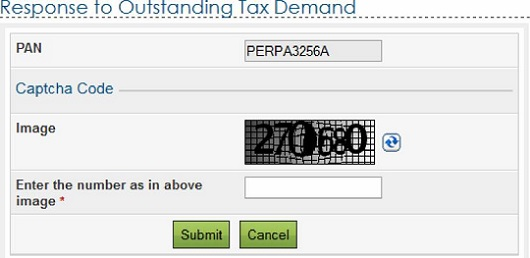 Response to Outstanding Tax Demand
PAN
PERPA3256A
Captcha Code
Image
Enter the number as in above
image *
Submit
Cancel